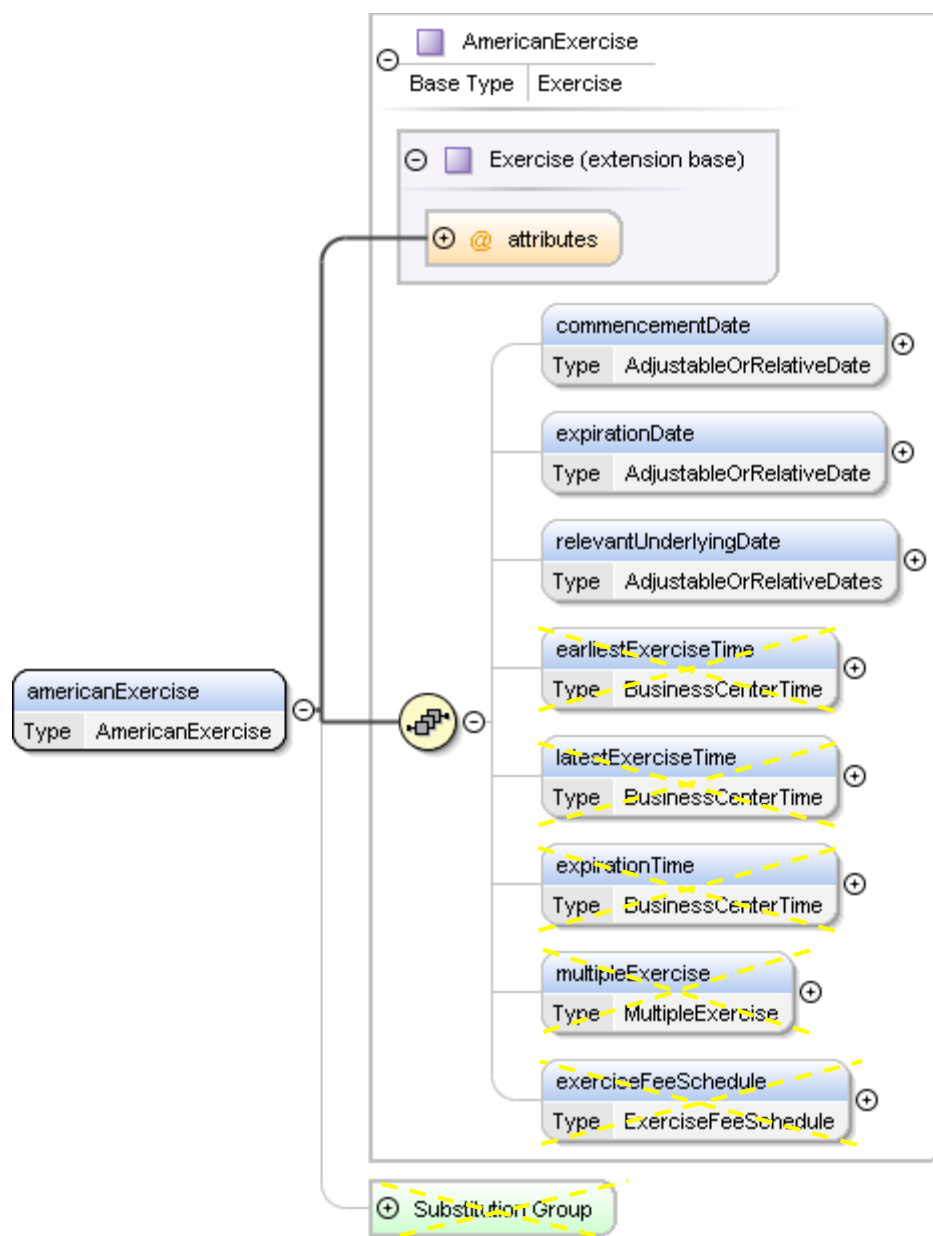 AmericanExercise
Base Type Exercise
Exercise (extension base)
@ attributes
commencementDate
Type AdjustableOrRelativeDate
expirationDate
Type AdjustableOrRelativeDate
relevantUnderlyingDate
Type AdjustableOrRelativeDates
earliestExerciseTime
Type BusinessCenterTime
americanExercise
Type AmericanExercise
latestExerciseTime
Type BusinessCenterTime
expirationTime
Type BusinessCenterTime
multipleExercise
Type MultipleExercise
exerciseFeeSchedule
Type ExerciseFeeSchedule
Substitution Group